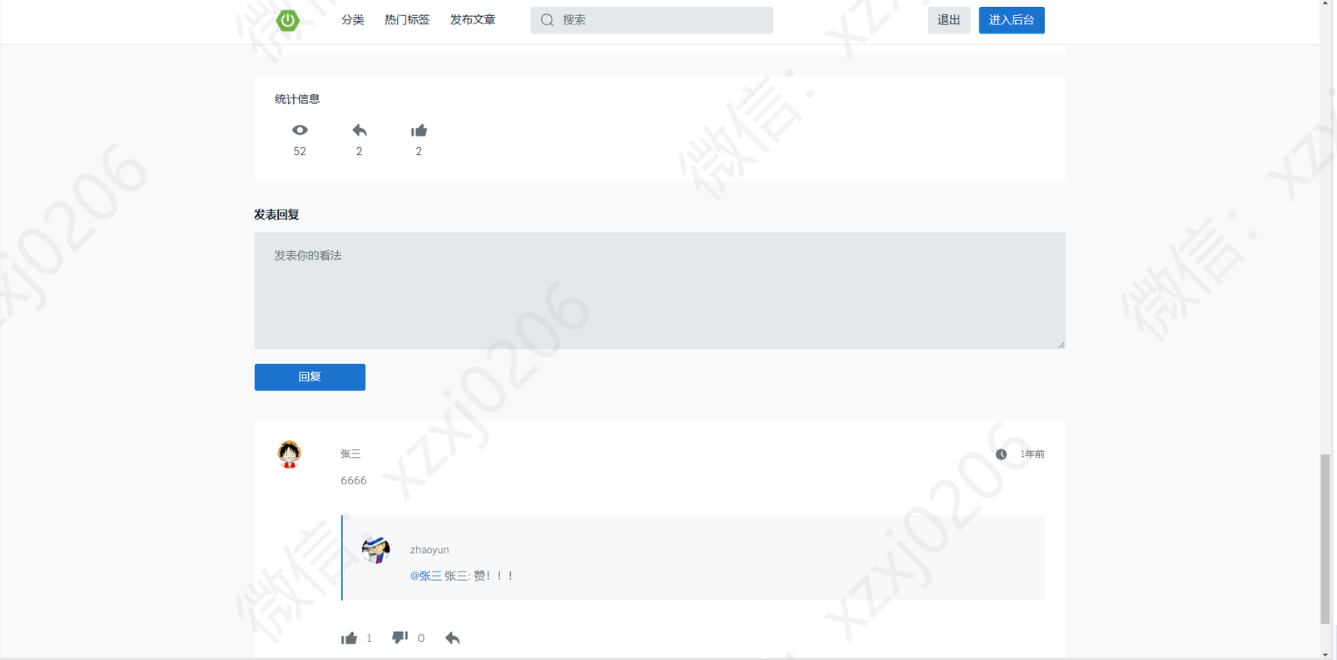 分类 热门标签 发布文章 搜索 退出 进入后台
统计信息
52 2 2
发表回复
发表你的看法
回复
张三 1年前
6666
zhaoyun
@张三 张三: 赞！！！
1 0
微信：xzxj0206